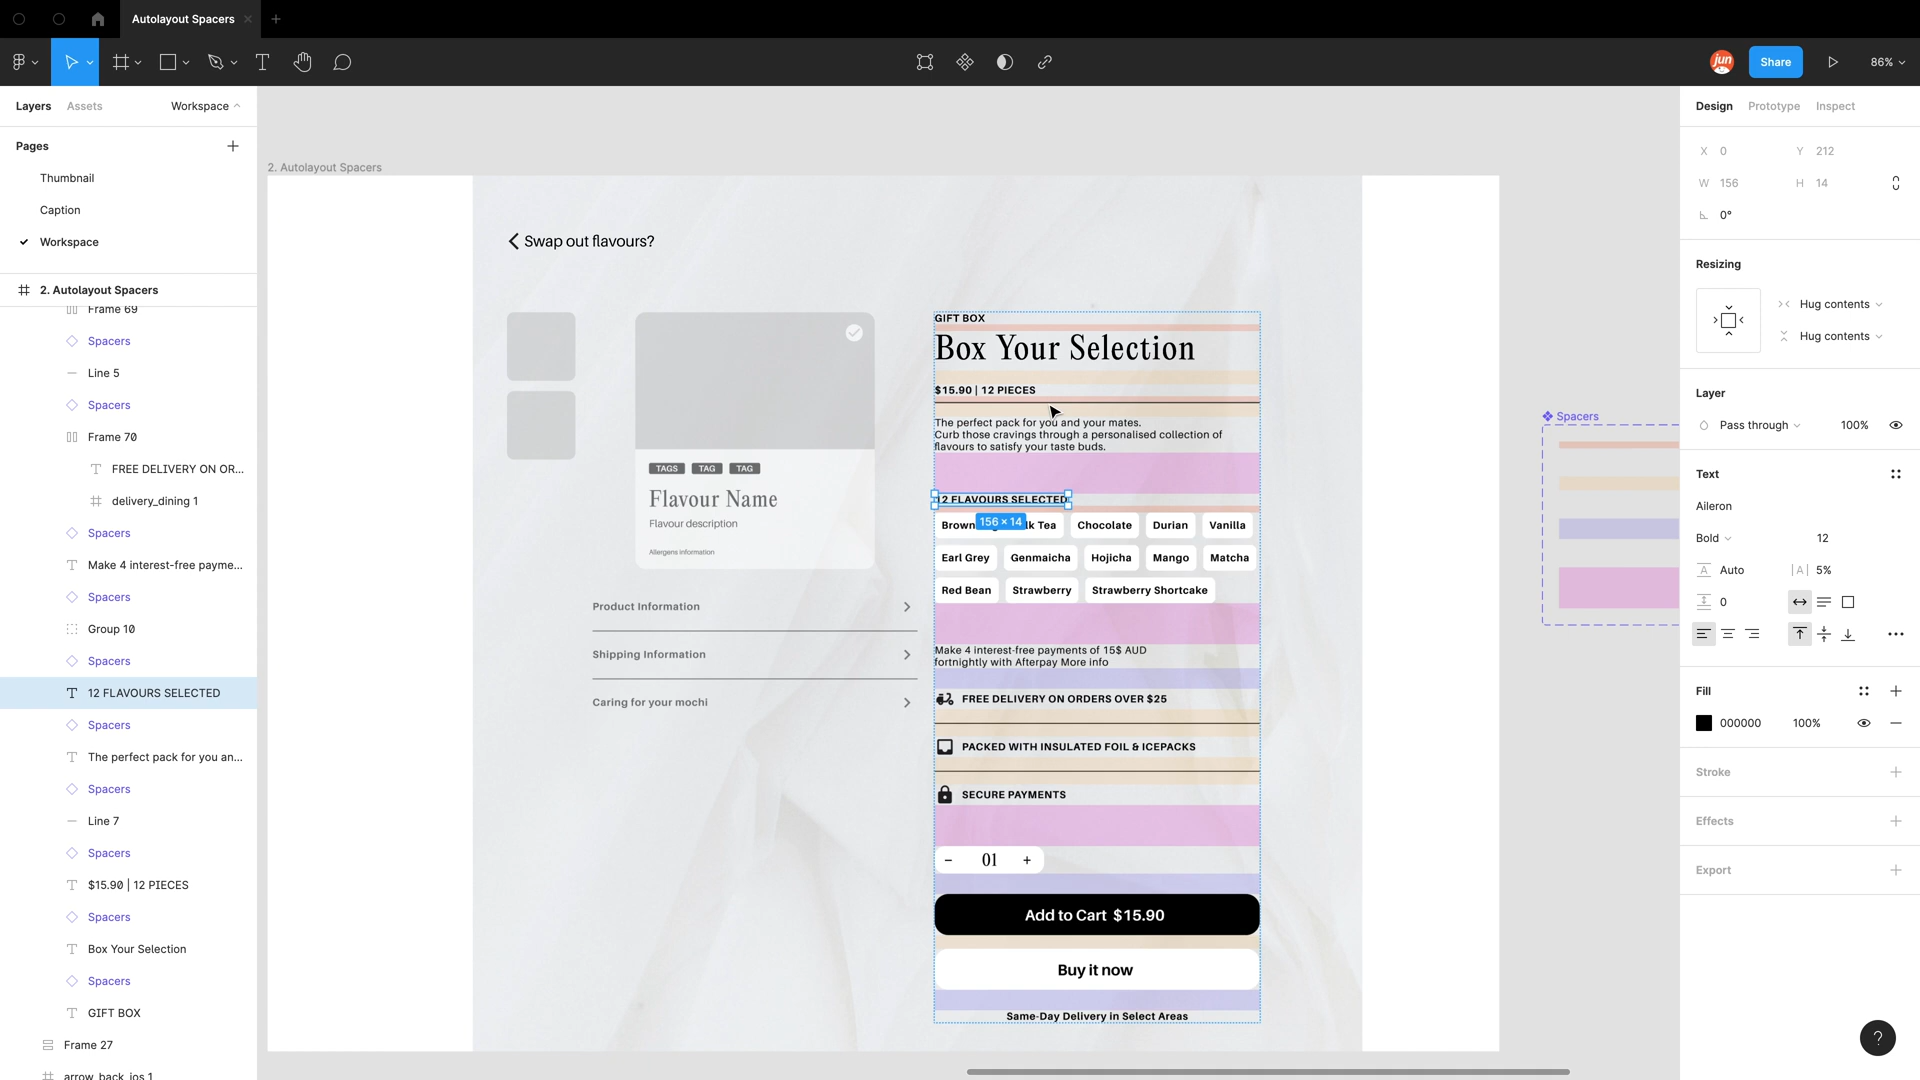 Autolayout Spacers
Share
86%
Layers
Assets
Workspace
Pages
Thumbnail
Caption
Workspace
2. Autolayout Spacers
Frame 69
Spacers
Line 5
Spacers
Frame 70
FREE DELIVERY ON OR...
delivery_dining 1
Spacers
Make 4 interest-free payme...
Spacers
Group 10
Spacers
12 FLAVOURS SELECTED
Spacers
The perfect pack for you an...
Spacers
Line 7
Spacers
$15.90 | 12 PIECES
Spacers
Box Your Selection
Spacers
GIFT BOX
Frame 27
arrow_back_ios 1
2. Autolayout Spacers
Swap out flavours?
TAGS
TAG
TAG
Flavour Name
Flavour description
Allergens information
Product Information
Shipping Information
Caring for your mochi
GIFT BOX
Box Your Selection
$15.90 | 12 PIECES
The perfect pack for you and your mates.
Curb those cravings through a personalised collection of
flavours to satisfy your taste buds.
12 FLAVOURS SELECTED
156 × 14
Brown
lk Tea
Chocolate
Durian
Vanilla
Earl Grey
Genmaicha
Hojicha
Mango
Matcha
Red Bean
Strawberry
Strawberry Shortcake
Make 4 interest-free payments of 15$ AUD
fortnightly with Afterpay More info
FREE DELIVERY ON ORDERS OVER $25
PACKED WITH INSULATED FOIL & ICEPACKS
SECURE PAYMENTS
− 01 +
Add to Cart $15.90
Buy it now
Same-Day Delivery in Select Areas
Spacers
jun
Design
Prototype
Inspect
X 0
Y 212
W 156
H 14
0°
Resizing
Hug contents
Hug contents
Layer
Pass through
100%
Text
Aileron
Bold
12
Auto
|A| 5%
0
Fill
000000
100%
Stroke
Effects
Export
?